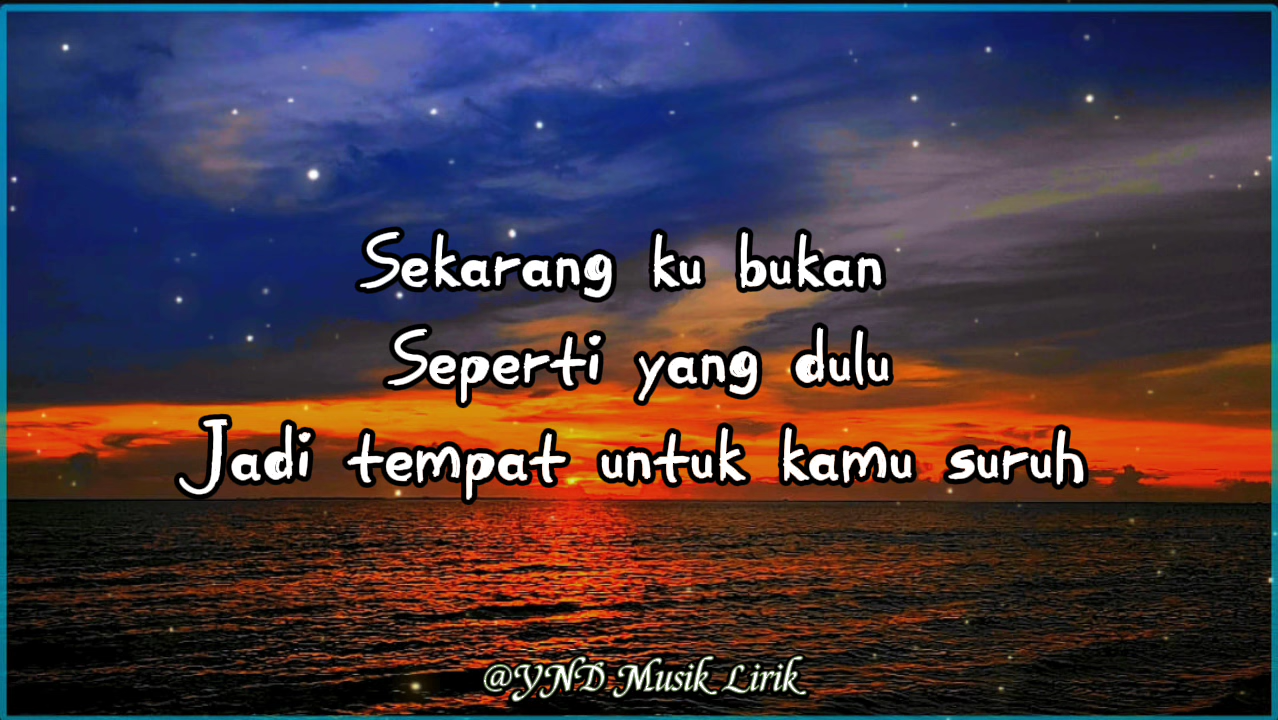 Sekarang ku bukan
Seperti yang dulu
Jadi tempat untuk kamu suruh
@YND Musik Lirik